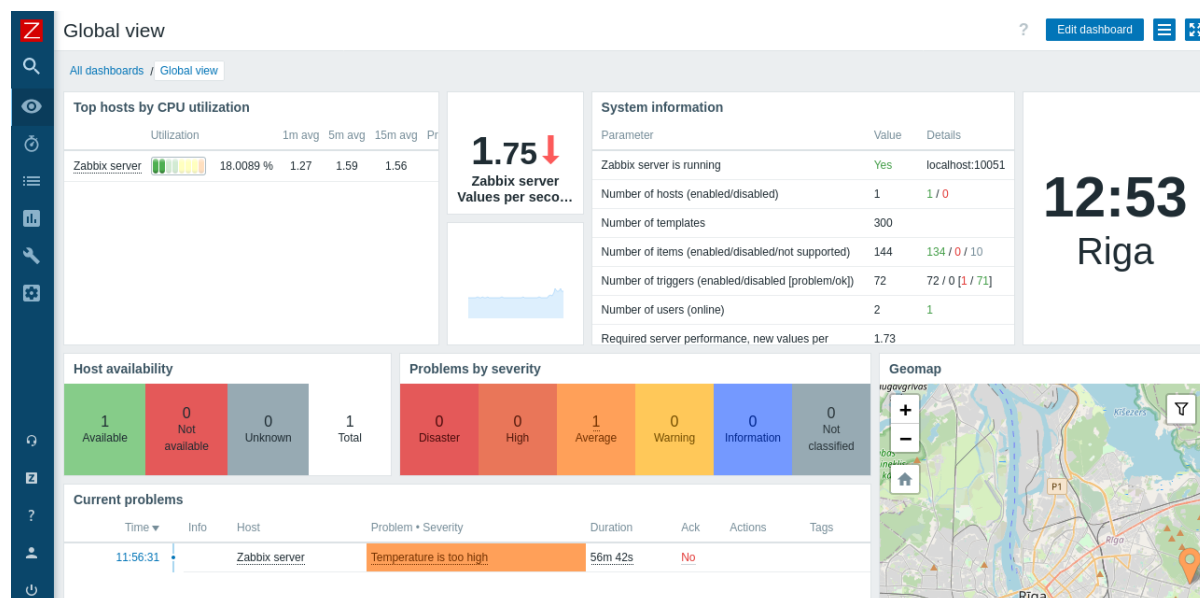 Z Global view ? Edit dashboard
All dashboards / Global view
Top hosts by CPU utilization
Utilization 1m avg 5m avg 15m avg Pr
Zabbix server 18.0089 % 1.27 1.59 1.56
1.75
Zabbix server
Values per seco...
System information
Parameter Value Details
Zabbix server is running Yes localhost:10051
Number of hosts (enabled/disabled) 1 1 / 0
Number of templates 300
Number of items (enabled/disabled/not supported) 144 134 / 0 / 10
Number of triggers (enabled/disabled [problem/ok]) 72 72 / 0 [1 / 71]
Number of users (online) 2 1
Required server performance, new values per 1.73
12:53
Riga
Host availability
1 Available
0 Not available
0 Unknown
1 Total
Problems by severity
0 Disaster
0 High
1 Average
0 Warning
0 Information
0 Not classified
Current problems
Time Info Host Problem • Severity Duration Ack Actions Tags
11:56:31 Zabbix server Temperature is too high 56m 42s No
Geomap
+
−
Ķīšezers
P1
Rīga
Rīga
Z
?